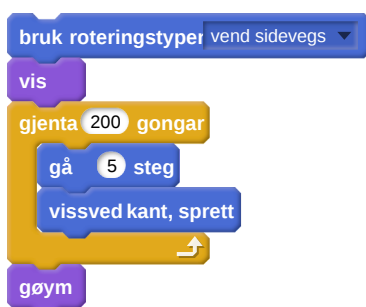 bruk roteringstypen vend sidevegs
vis
gjenta 200 gongar
gå 5 steg
vissved kant, sprett
gøym